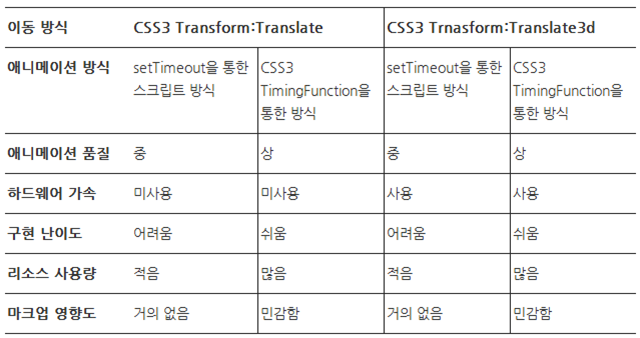 이동 방식 CSS3 Transform:Translate CSS3 Trnasform:Translate3d
애니메이션 방식 setTimeout을 통한 CSS3 setTimeout을 통한 CSS3
스크립트 방식 TimingFunction을 스크립트 방식 TimingFunction을
통한 방식 통한 방식
애니메이션 품질 중 상 중 상
하드웨어 가속 미사용 미사용 사용 사용
구현 난이도 어려움 쉬움 어려움 쉬움
리소스 사용량 적음 많음 적음 많음
마크업 영향도 거의 없음 민감함 거의 없음 민감함